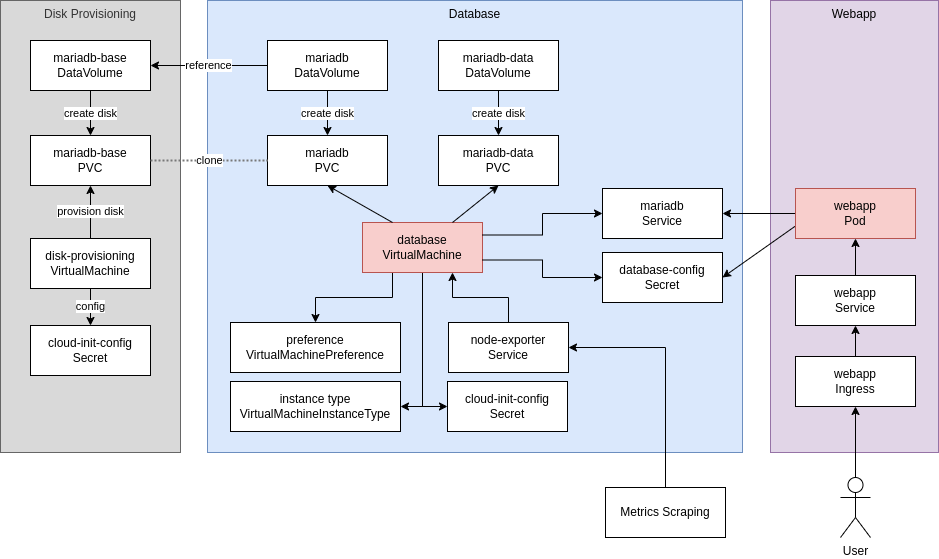 Disk Provisioning
mariadb-base
DataVolume
create disk
mariadb-base
PVC
provision disk
disk-provisioning
VirtualMachine
config
cloud-init-config
Secret
reference
clone
Database
mariadb
DataVolume
create disk
mariadb
PVC
mariadb-data
DataVolume
create disk
mariadb-data
PVC
database
VirtualMachine
mariadb
Service
database-config
Secret
preference
VirtualMachinePreference
node-exporter
Service
instance type
VirtualMachineInstanceType
cloud-init-config
Secret
Metrics Scraping
Webapp
webapp
Pod
webapp
Service
webapp
Ingress
User